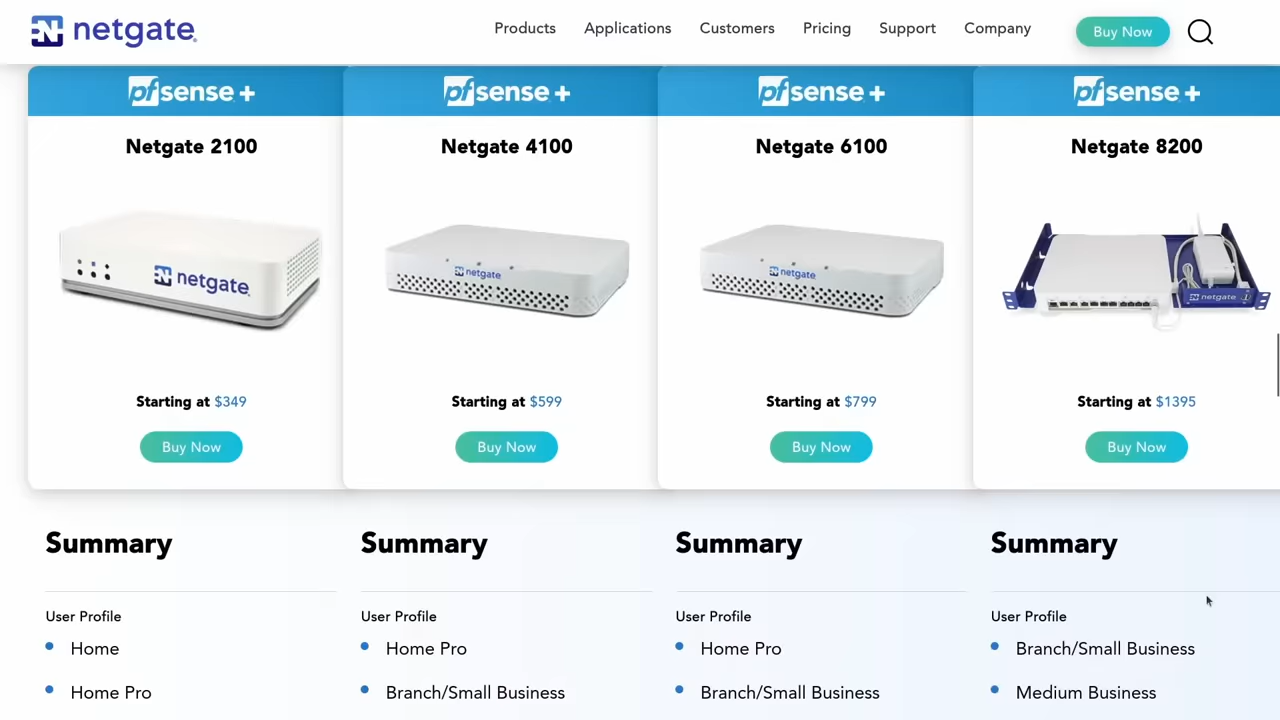 netgate
Products Applications Customers Pricing Support Company Buy Now
pfsense+ pfsense+ pfsense+ pfsense+
Netgate 2100 Netgate 4100 Netgate 6100 Netgate 8200
netgate netgate netgate netgate
Starting at $349 Starting at $599 Starting at $799 Starting at $1395
Buy Now Buy Now Buy Now Buy Now
Summary Summary Summary Summary
User Profile User Profile User Profile User Profile
Home Home Pro Home Pro Branch/Small Business
Home Pro Branch/Small Business Branch/Small Business Medium Business